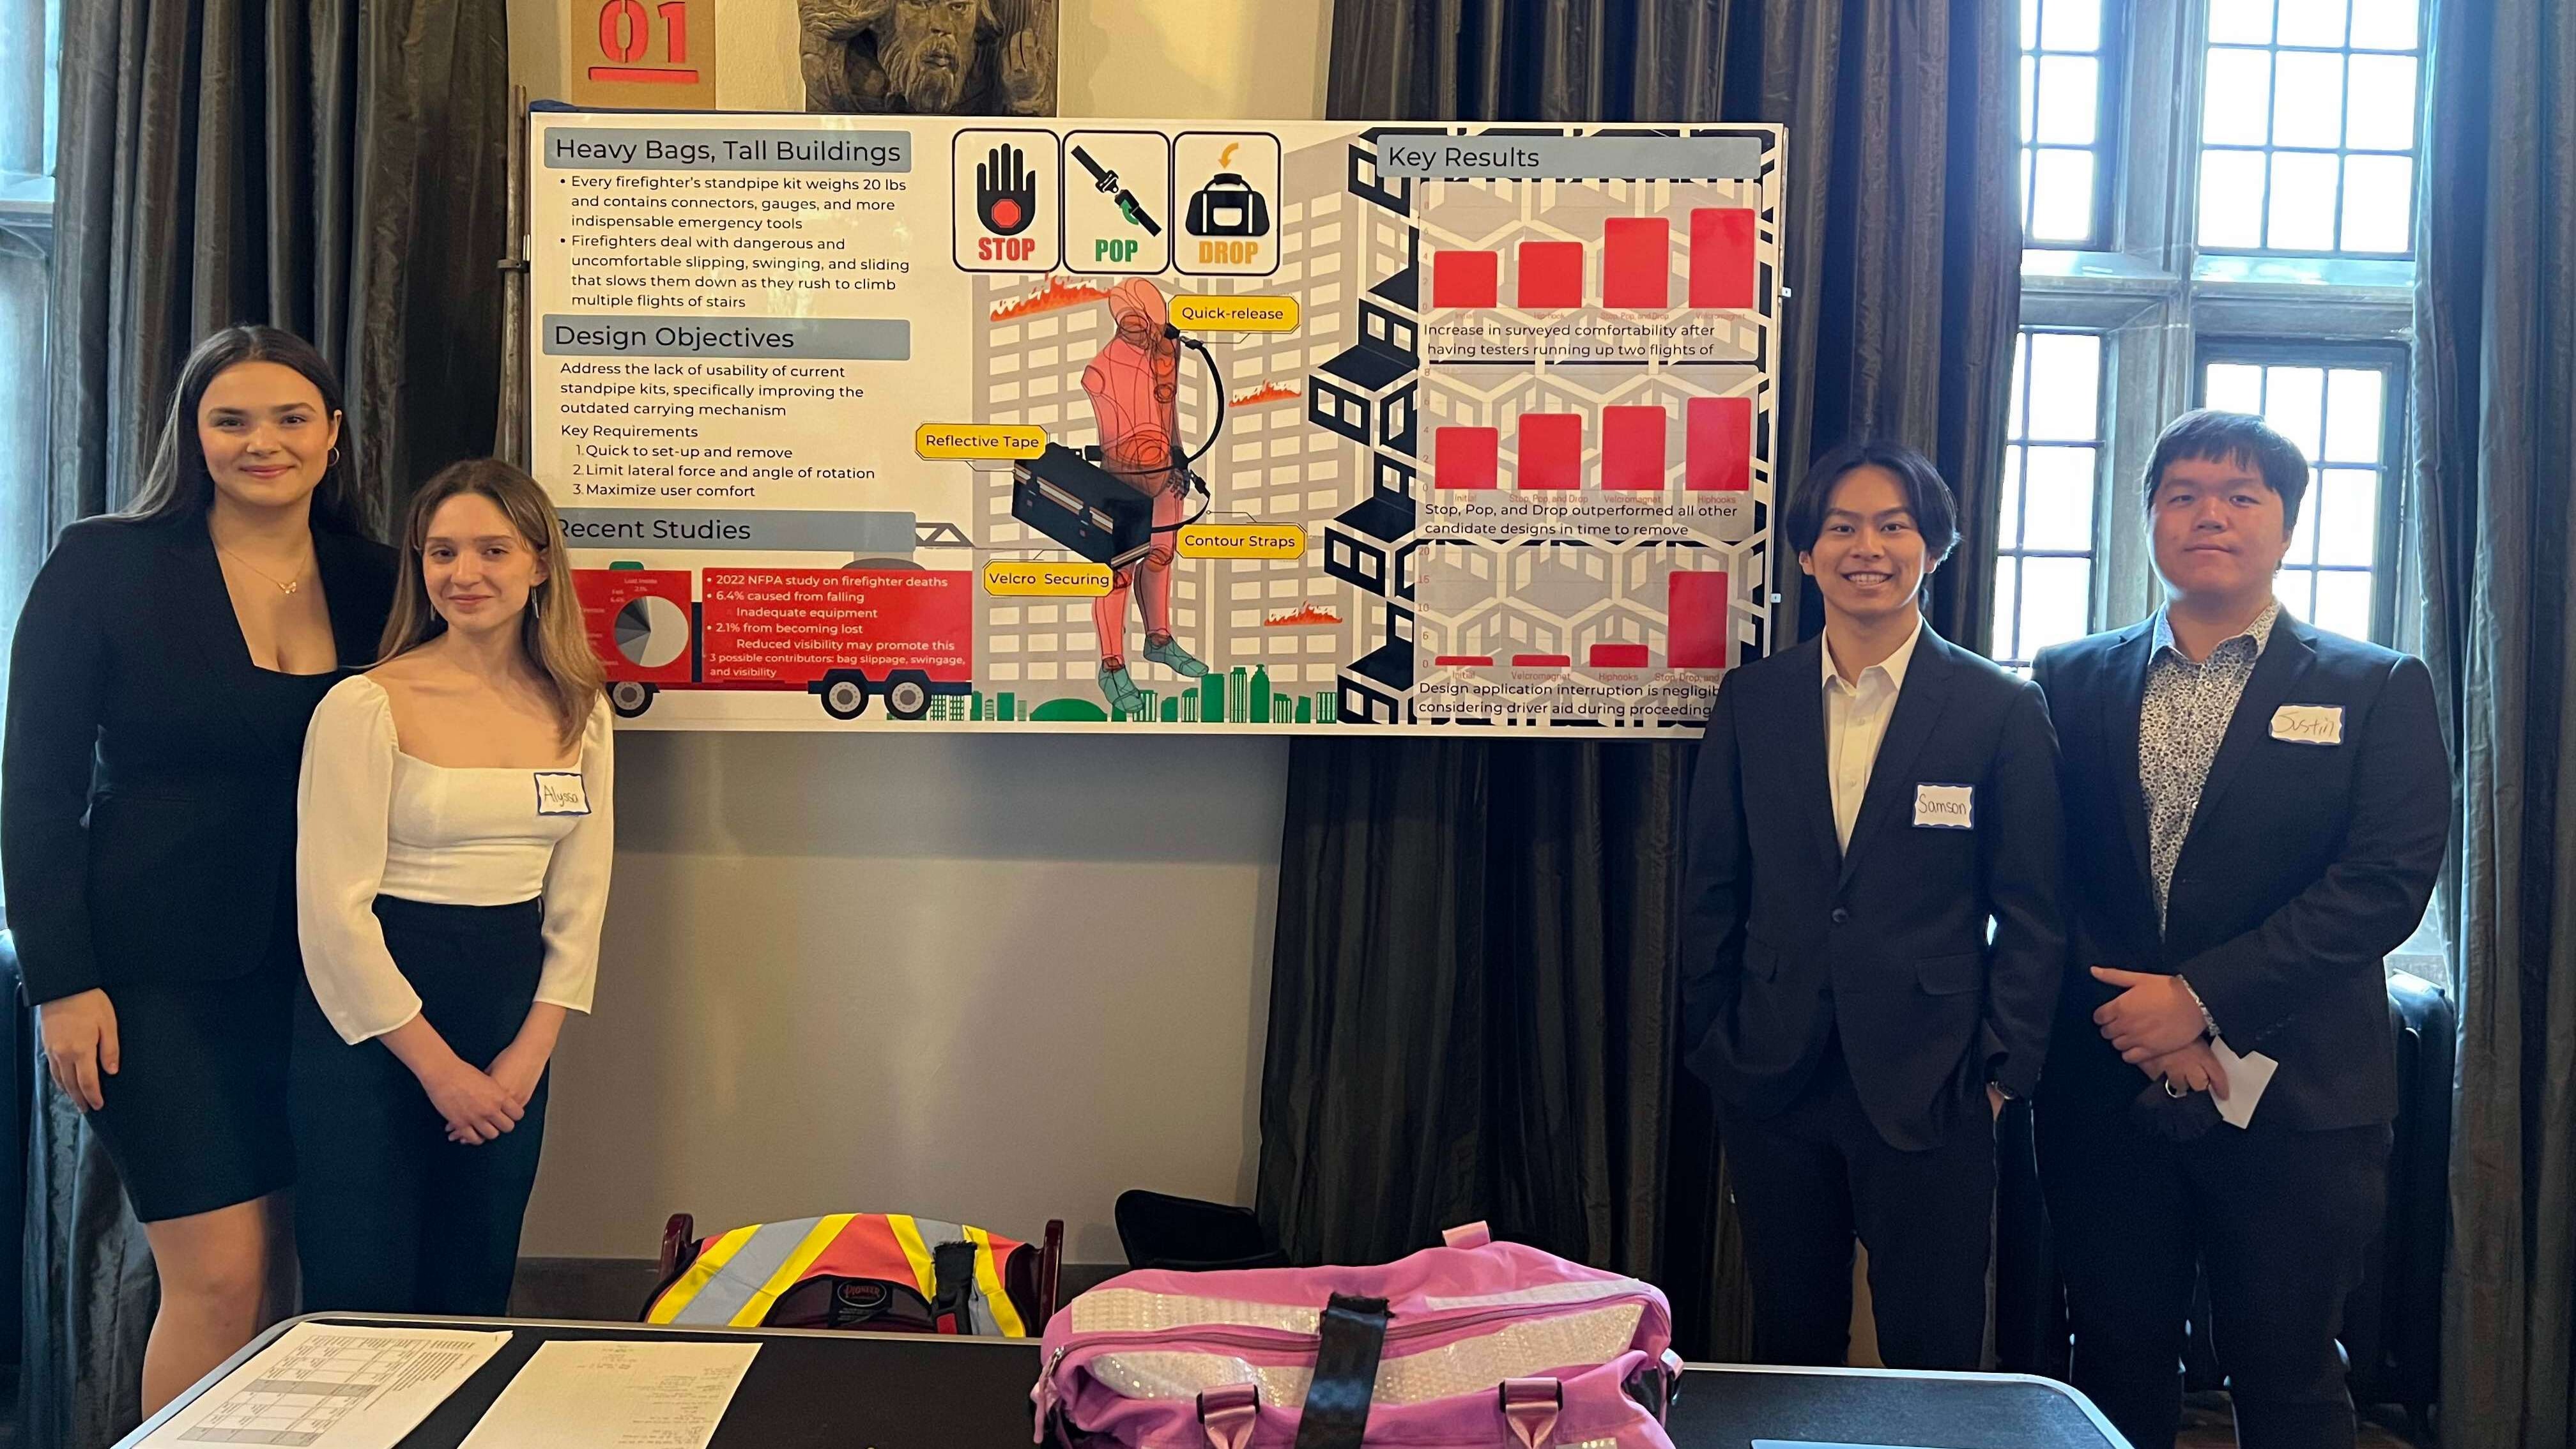 01
Heavy Bags, Tall Buildings
• Every firefighter's standpipe kit weighs 20 lbs
and contains connectors, gauges, and more
indispensable emergency tools
• Firefighters deal with dangerous and
uncomfortable slipping, swinging, and sliding
that slows them down as they rush to climb
multiple flights of stairs
Design Objectives
Address the lack of usability of current
standpipe kits, specifically improving the
outdated carrying mechanism
Key Requirements
1. Quick to set-up and remove
2. Limit lateral force and angle of rotation
3. Maximize user comfort
Recent Studies
• 2022 NFPA study on firefighter deaths
• 6.4% caused from falling
Inadequate equipment
• 2.1% from becoming lost
Reduced visibility may promote this
3 possible contributors: bag slippage, swingage,
and visibility
STOP
POP
DROP
Quick-release
Reflective Tape
Contour Straps
Velcro Securing
Key Results
Increase in surveyed comfortability after
having testers running up two flights of
8
6
4
2
0
Initial Stop, Pop, and Drop Velcromagnet Hiphooks
Stop, Pop, and Drop outperformed all other
candidate designs in time to remove
20
15
10
0
Initial Velcromagnet Hiphooks Stop, Drop, and
Design application interruption is negligib
considering driver aid during proceeding
Alyssa
Samson
Justin
PIONEER